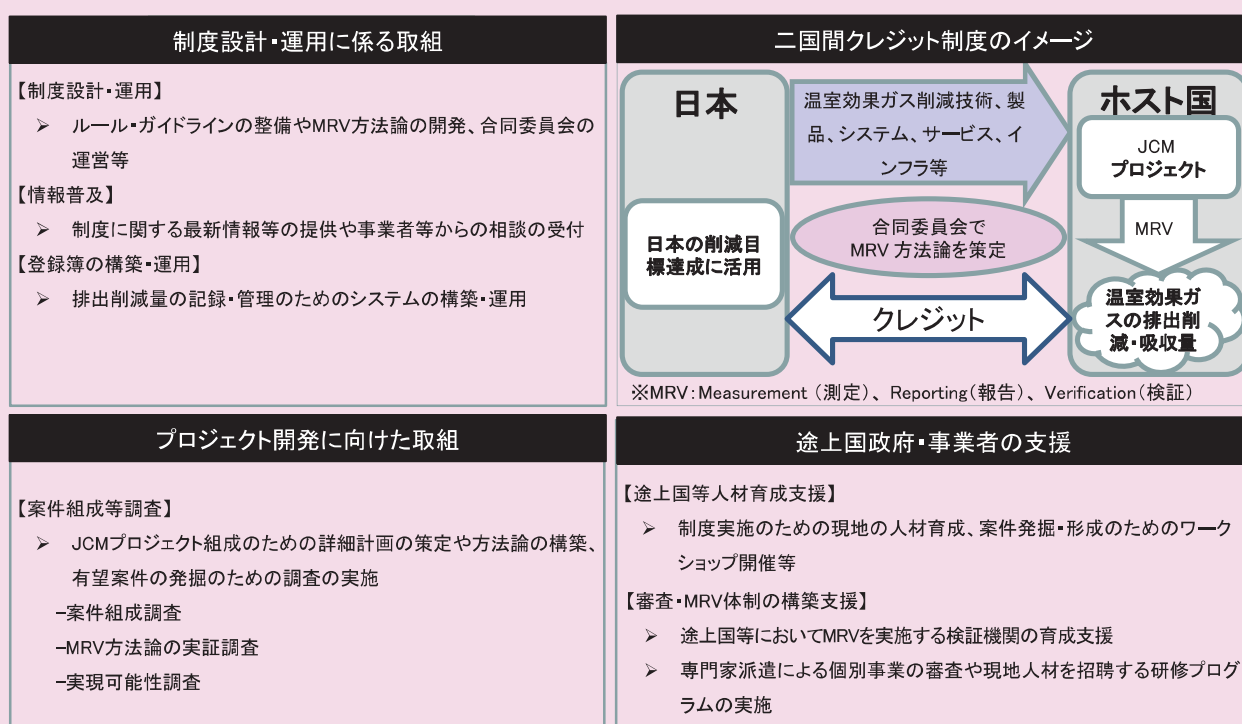 制度設計・運用に係る取組
【制度設計・運用】
➢ ルール・ガイドラインの整備やMRV方法論の開発、合同委員会の
運営等
【情報普及】
➢ 制度に関する最新情報等の提供や事業者等からの相談の受付
【登録簿の構築・運用】
➢ 排出削減量の記録・管理のためのシステムの構築・運用
二国間クレジット制度のイメージ
日本
日本の削減目
標達成に活用
温室効果ガス削減技術、製
品、システム、サービス、イ
ンフラ等
合同委員会で
MRV 方法論を策定
クレジット
ホスト国
JCM
プロジェクト
MRV
温室効果ガ
スの排出削
減・吸収量
※MRV：Measurement （測定）、 Reporting（報告）、 Verification（検証）
プロジェクト開発に向けた取組
【案件組成等調査】
➢ JCMプロジェクト組成のための詳細計画の策定や方法論の構築、
有望案件の発掘のための調査の実施
−案件組成調査
−MRV方法論の実証調査
−実現可能性調査
途上国政府・事業者の支援
【途上国等人材育成支援】
➢ 制度実施のための現地の人材育成、案件発掘・形成のためのワーク
ショップ開催等
【審査・MRV体制の構築支援】
➢ 途上国等においてMRVを実施する検証機関の育成支援
➢ 専門家派遣による個別事業の審査や現地人材を招聘する研修プログ
ラムの実施